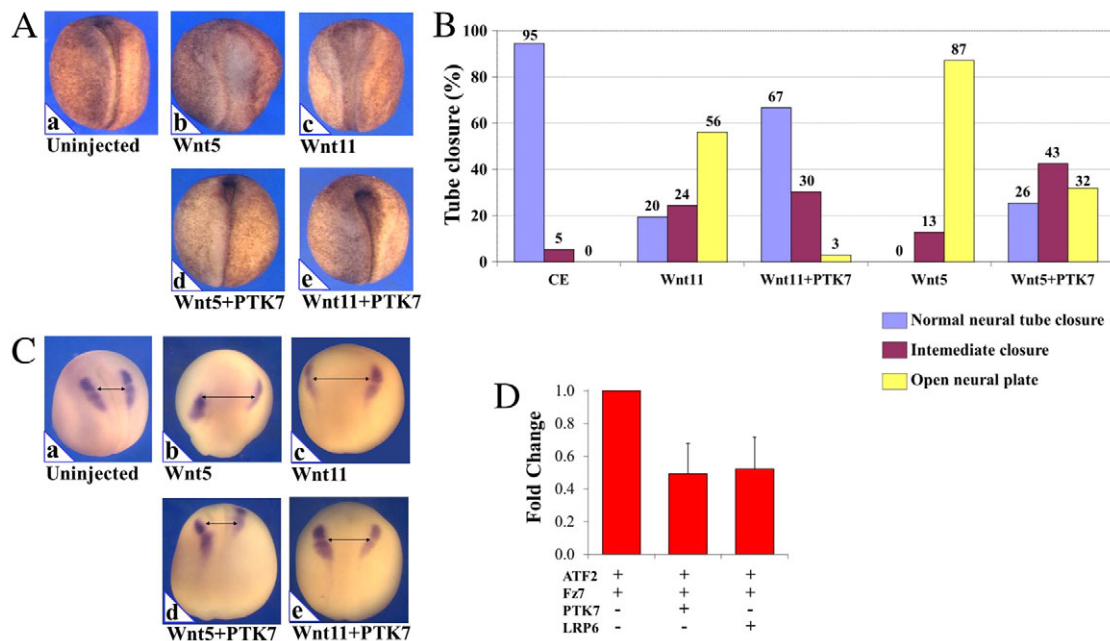 A
a
Uninjected
b
Wnt5
c
Wnt11
d
Wnt5+PTK7
e
Wnt11+PTK7
B
Tube closure (%)
100
80
60
40
20
0
95
5
0
20
24
56
67
30
3
0
13
87
26
43
32
CE
Wnt11
Wnt11+PTK7
Wnt5
Wnt5+PTK7
Normal neural tube closure
Intemediate closure
Open neural plate
C
a
Uninjected
b
Wnt5
c
Wnt11
d
Wnt5+PTK7
e
Wnt11+PTK7
D
Fold Change
1.0
0.8
0.6
0.4
0.2
0.0
ATF2 + + +
Fz7 + + +
PTK7 - + -
LRP6 - - +